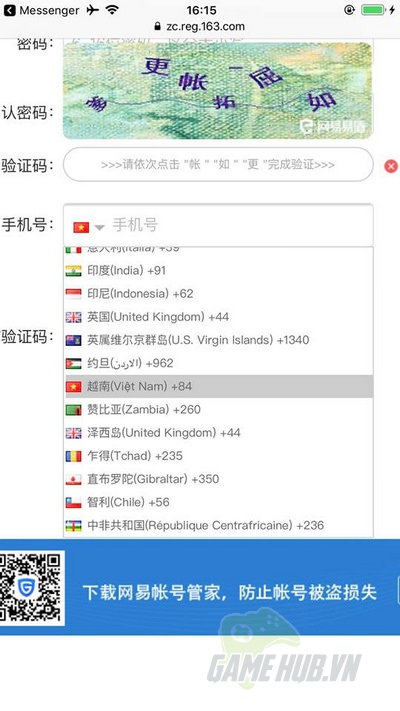 Messenger
16:15
zc.reg.163.com
密码：
更
帐
屈
拓
如
网易易盾
认密码：
验证码：
>>>请依次点击 "帐 " "如 " "更 "完成验证>>>
手机号：
手机号
意大利(Italia) +39
印度(India) +91
印尼(Indonesia) +62
英国(United Kingdom) +44
英属维尔京群岛(U.S. Virgin Islands) +1340
约旦(الاردن) +962
越南(Việt Nam) +84
验证码：
赞比亚(Zambia) +260
泽西岛(United Kingdom) +44
乍得(Tchad) +235
直布罗陀(Gibraltar) +350
智利(Chile) +56
中非共和国(République Centrafricaine) +236
下载网易帐号管家，防止帐号被盗损失
GAME HUB.VN